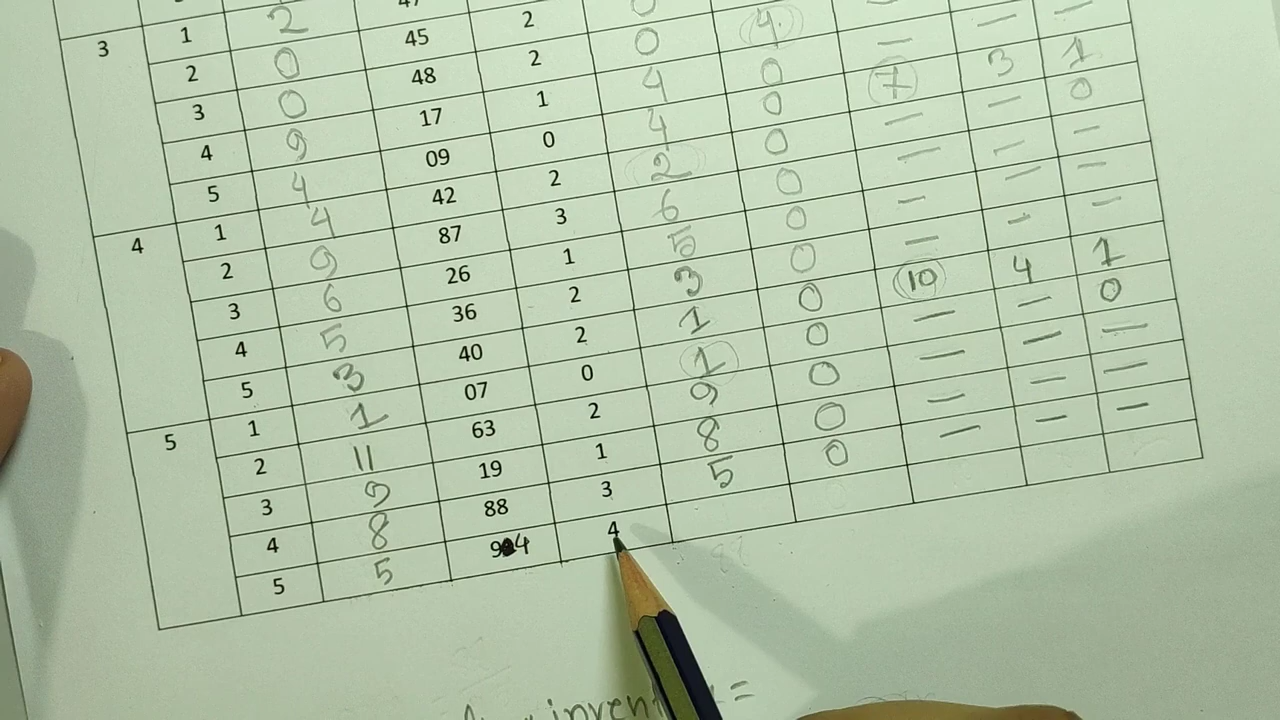 3 1 2 47
2 0 45 2 0
3 0 48 2 0 4
4 9 17 1 4 0 — — —
5 4 09 0 4 0 7 3 1
4 1 4 42 2 2 0 — — 0
2 9 87 3 6 0 — — —
3 6 26 1 5 0 — — —
4 5 36 2 3 0 — — —
5 3 40 2 1 0 10 4 1
5 1 1 07 0 1 0 — — 0
2 11 63 2 9 0 — — —
3 9 19 1 8 0 — — —
4 8 88 3 5 0 — — —
5 5 94 4
=